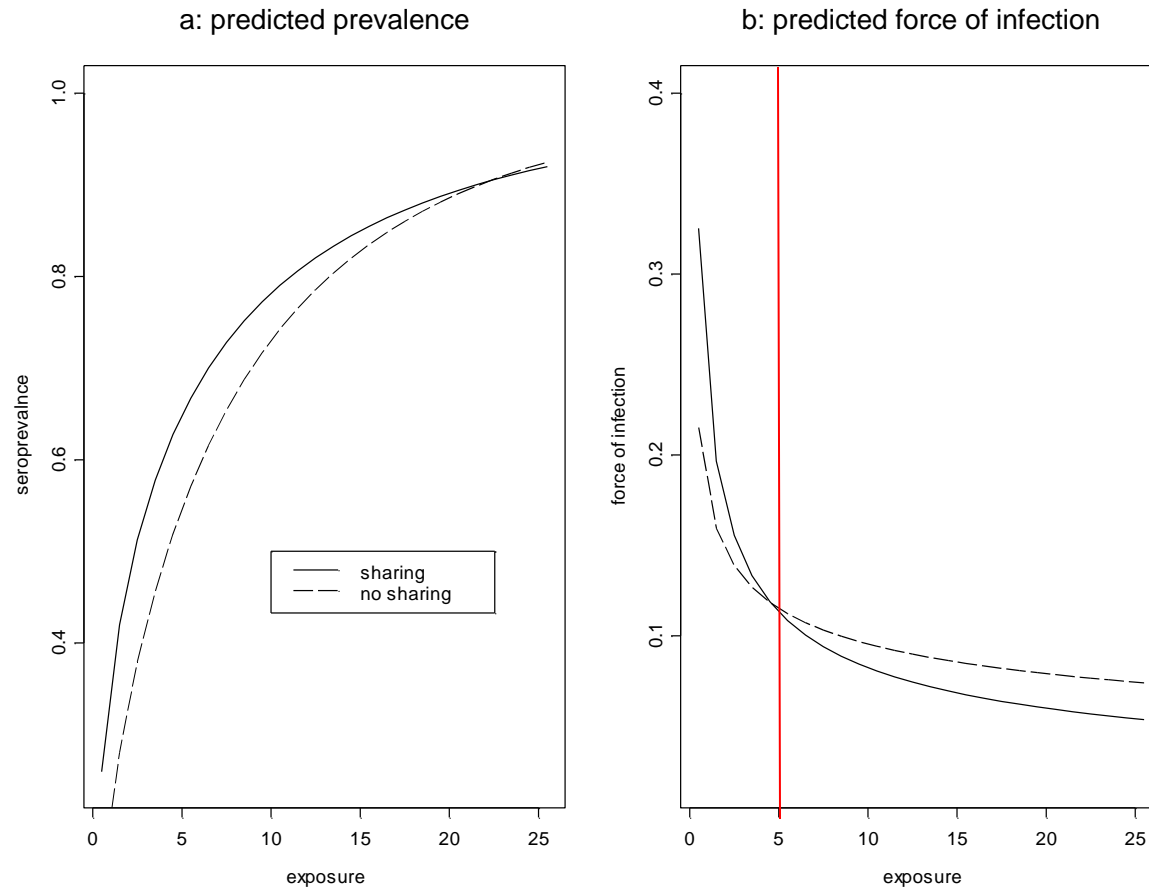 a: predicted prevalence
seroprevalnce
1.0
0.8
0.6
0.4
sharing
no sharing
0 5 10 15 20 25
exposure
b: predicted force of infection
force of infection
0.4
0.3
0.2
0.1
0 5 10 15 20 25
exposure